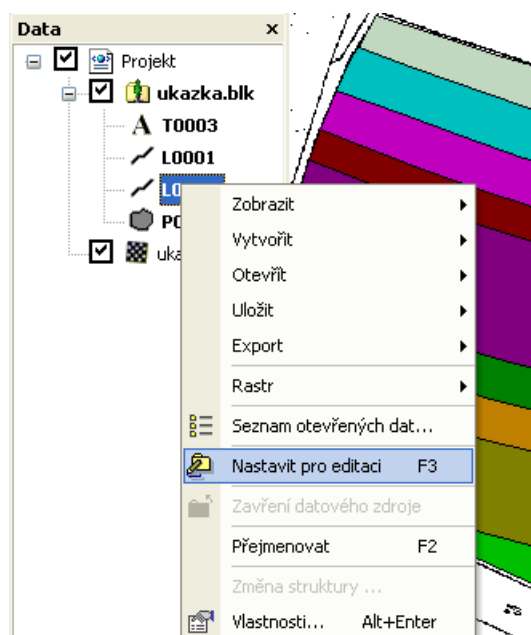 Data
Projekt
ukazka.blk
T0003
L0001
Zobrazit
Vytvořit
Otevřít
Uložit
Export
Rastr
Seznam otevřených dat...
Nastavit pro editaci F3
Zavření datového zdroje
Přejmenovat F2
Změna struktury ...
Vlastnosti... Alt+Enter